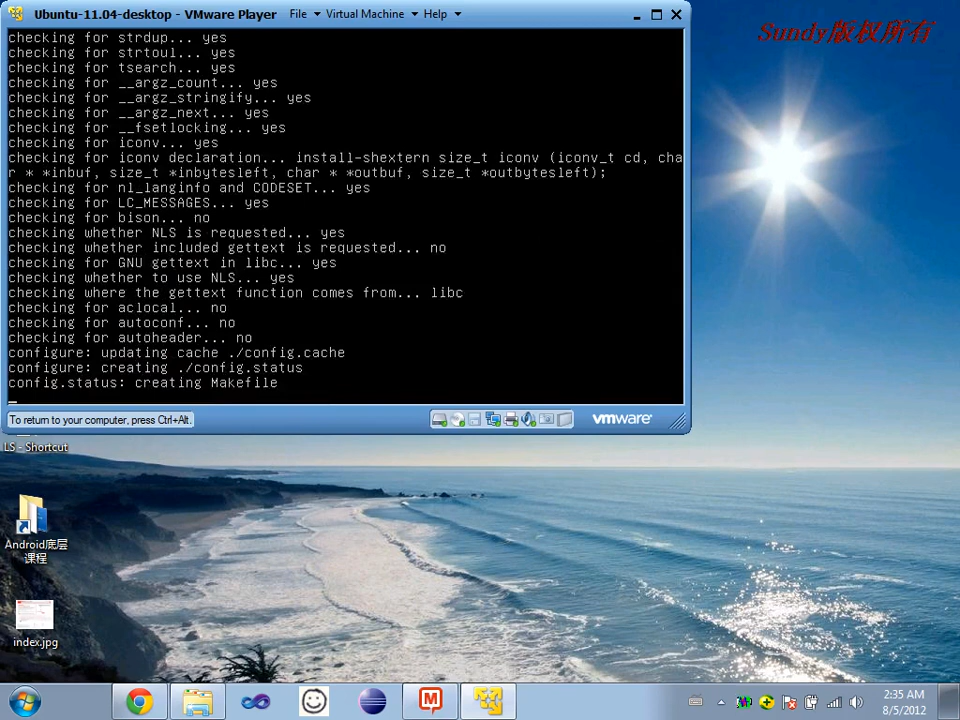 Ubuntu-11.04-desktop - VMware Player File Virtual Machine Help
Sundy版权所有
checking for strdup... yes
checking for strtoul... yes
checking for tsearch... yes
checking for __argz_count... yes
checking for __argz_stringify... yes
checking for __argz_next... yes
checking for __fsetlocking... yes
checking for iconv... yes
checking for iconv declaration... install-shextern size_t iconv (iconv_t cd, cha
r * *inbuf, size_t *inbytesleft, char * *outbuf, size_t *outbytesleft);
checking for nl_langinfo and CODESET... yes
checking for LC_MESSAGES... yes
checking for bison... no
checking whether NLS is requested... yes
checking whether included gettext is requested... no
checking for GNU gettext in libc... yes
checking whether to use NLS... yes
checking where the gettext function comes from... libc
checking for aclocal... no
checking for autoconf... no
checking for autoheader... no
configure: updating cache ./config.cache
configure: creating ./config.status
config.status: creating Makefile
To return to your computer, press Ctrl+Alt.
vmware
LS - Shortcut
Android底层
课程
index.jpg
2:35 AM
8/5/2012